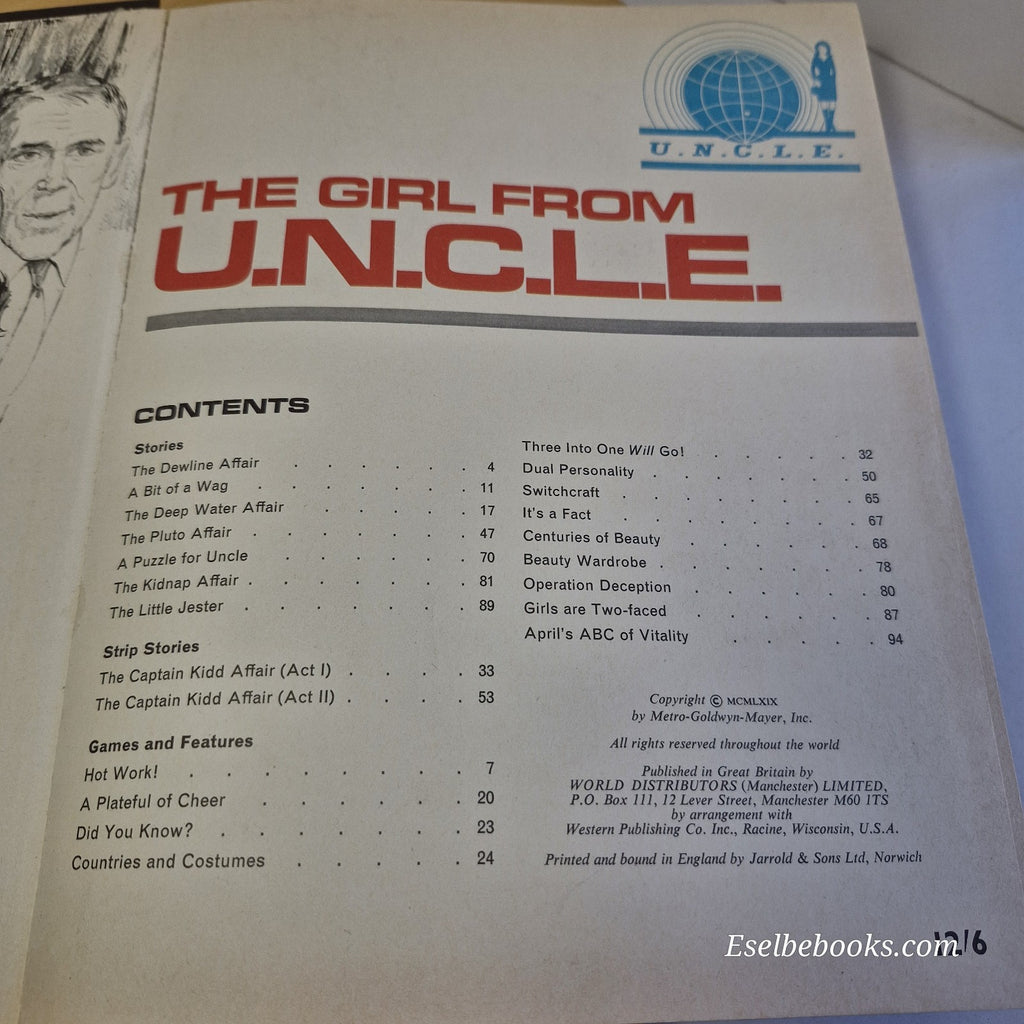 U.N.C.L.E.
THE GIRL FROM
U.N.C.L.E.
CONTENTS
Stories
The Dewline Affair . . . . . . 4
A Bit of a Wag . . . . . . . 11
The Deep Water Affair . . . . . 17
The Pluto Affair . . . . . . . 47
A Puzzle for Uncle . . . . . . 70
The Kidnap Affair . . . . . . . 81
The Little Jester . . . . . . . 89
Strip Stories
The Captain Kidd Affair (Act I) . . . . 33
The Captain Kidd Affair (Act II) . . . . 53
Games and Features
Hot Work! . . . . . . . . 7
A Plateful of Cheer . . . . . . 20
Did You Know? . . . . . . . 23
Countries and Costumes . . . . . 24
Three Into One Will Go! . . . . . 32
Dual Personality . . . . . . . 50
Switchcraft . . . . . . . 65
It's a Fact . . . . . . . 67
Centuries of Beauty . . . . . . 68
Beauty Wardrobe . . . . . . . 78
Operation Deception . . . . . . 80
Girls are Two-faced . . . . . . 87
April's ABC of Vitality . . . . . 94
Copyright © MCMLXIX
by Metro-Goldwyn-Mayer, Inc.
All rights reserved throughout the world
Published in Great Britain by
WORLD DISTRIBUTORS (Manchester) LIMITED,
P.O. Box 111, 12 Lever Street, Manchester M60 1TS
by arrangement with
Western Publishing Co. Inc., Racine, Wisconsin, U.S.A.
Printed and bound in England by Jarrold & Sons Ltd, Norwich
12/6
Eselbebooks.com